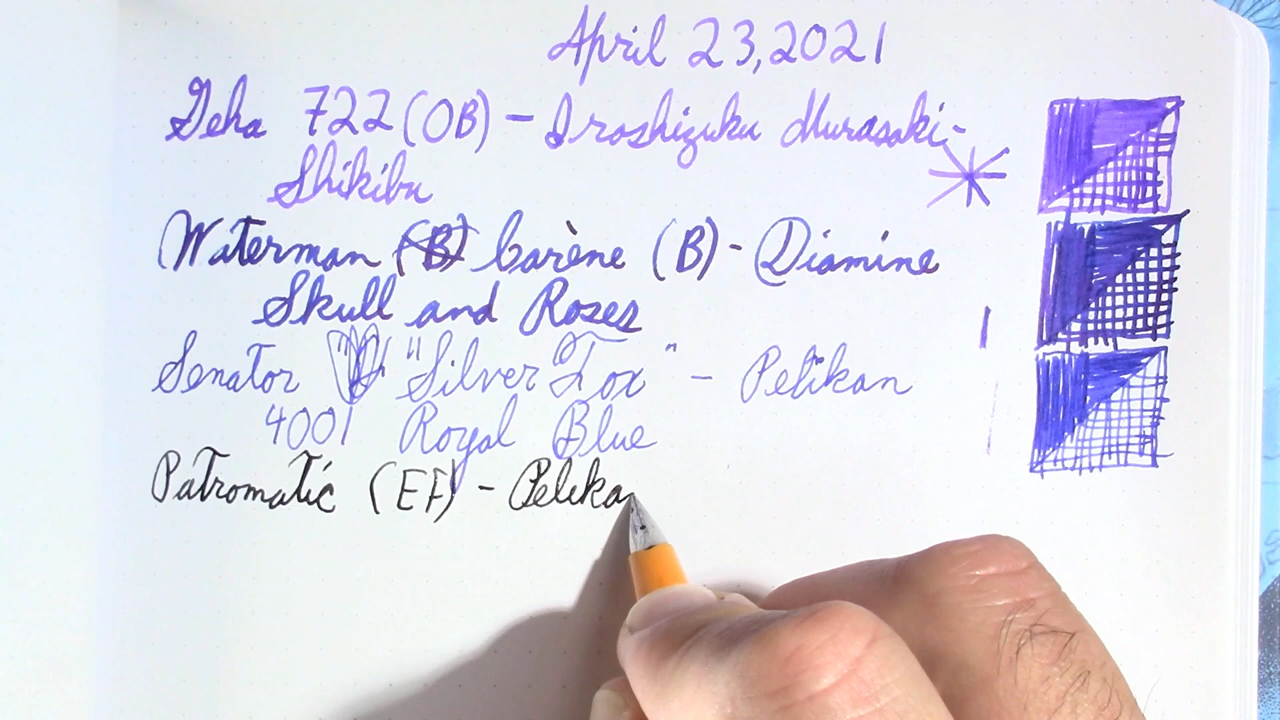 April 23, 2021
Geha 722 (OB) - Iroshizuku Murasaki-
Shikibu
Waterman (B) Carène (B) - Diamine
Skull and Roses
Senator "Silver Fox" - Pelikan
4001 Royal Blue
Patromatic (EF) - Pelika